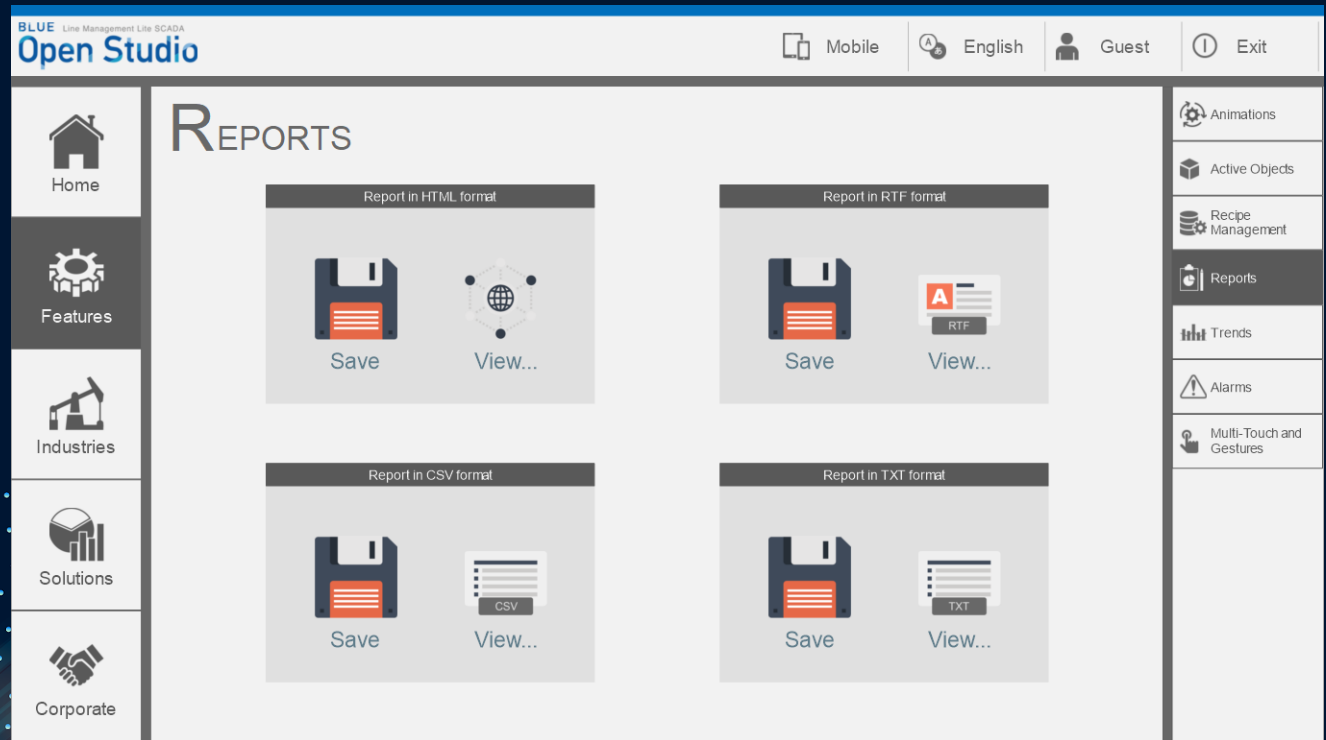 BLUE Line Management Lite SCADA
Open Studio
Mobile
English
Guest
Exit
Home
Features
Industries
Solutions
Corporate
REPORTS
Report in HTML format
Save
View...
Report in RTF format
A
RTF
Save
View...
Report in CSV format
CSV
Save
View...
Report in TXT format
TXT
Save
View...
Animations
Active Objects
Recipe
Management
Reports
Trends
Alarms
Multi-Touch and
Gestures